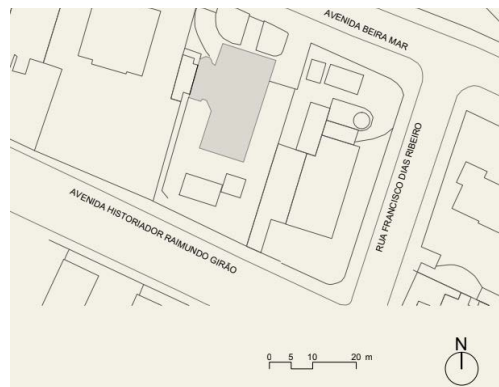 AVENIDA BEIRA MAR
RUA FRANCISCO DIAS RIBEIRO
AVENIDA HISTORIADOR RAIMUNDO GIRÃO
N
0 5 10 20 m